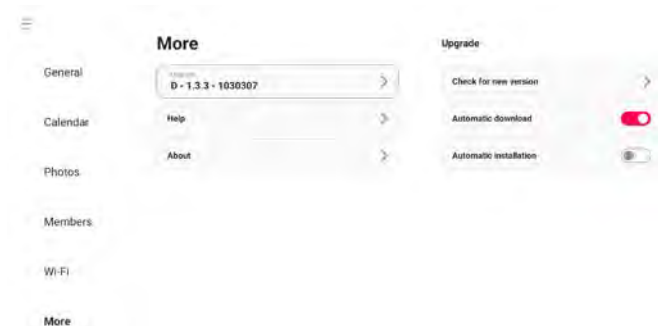 General
Calendar
Photos
Members
Wi-Fi
More
More
D - 1.3.3 - 1030307
Help
About
Upgrade
Check for new version
Automatic download
Automatic installation